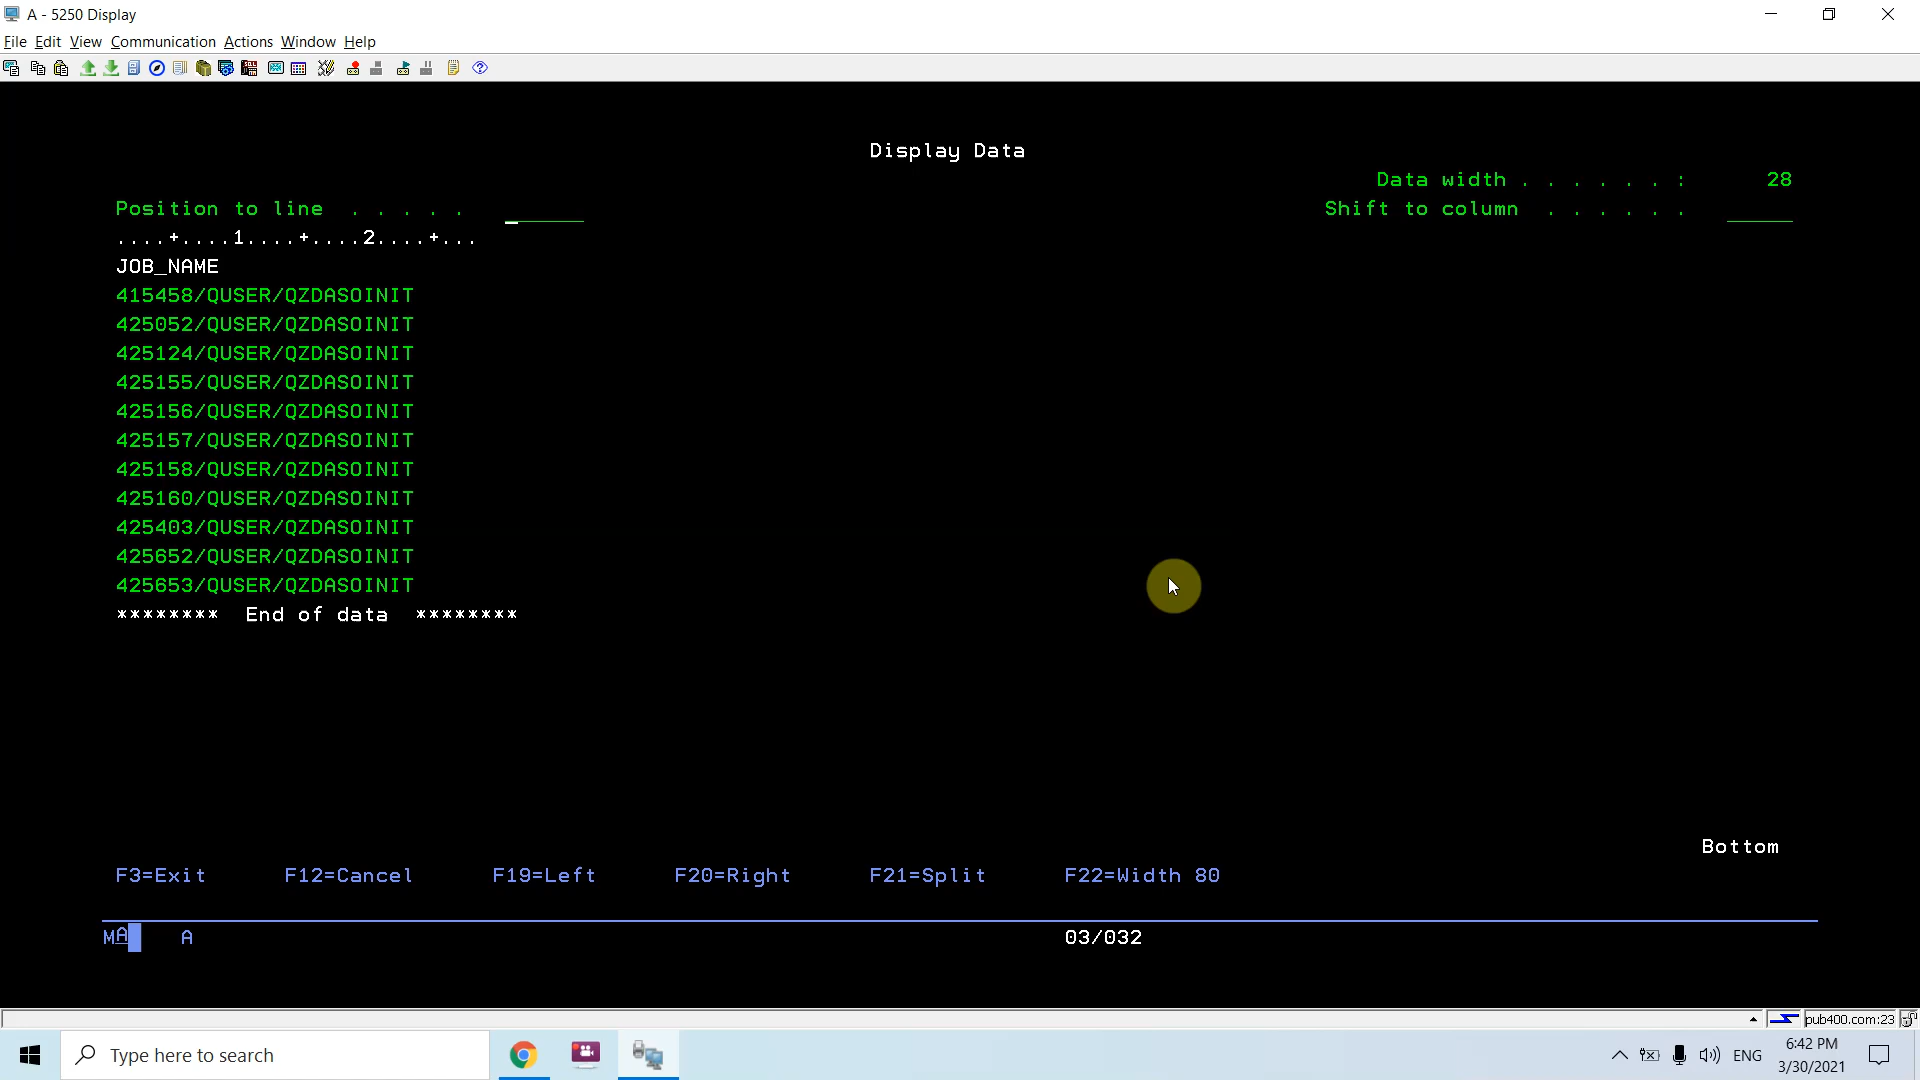 A - 5250 Display
File Edit View Communication Actions Window Help
Display Data
Data width . . . . . . : 28
Position to line . . . . . Shift to column . . . . . .
....+....1....+....2....+...
JOB_NAME
415458/QUSER/QZDASOINIT
425052/QUSER/QZDASOINIT
425124/QUSER/QZDASOINIT
425155/QUSER/QZDASOINIT
425156/QUSER/QZDASOINIT
425157/QUSER/QZDASOINIT
425158/QUSER/QZDASOINIT
425160/QUSER/QZDASOINIT
425403/QUSER/QZDASOINIT
425652/QUSER/QZDASOINIT
425653/QUSER/QZDASOINIT
******** End of data ********
Bottom
F3=Exit F12=Cancel F19=Left F20=Right F21=Split F22=Width 80
MA A 03/032
pub400.com:23
Type here to search ENG 6:42 PM
3/30/2021